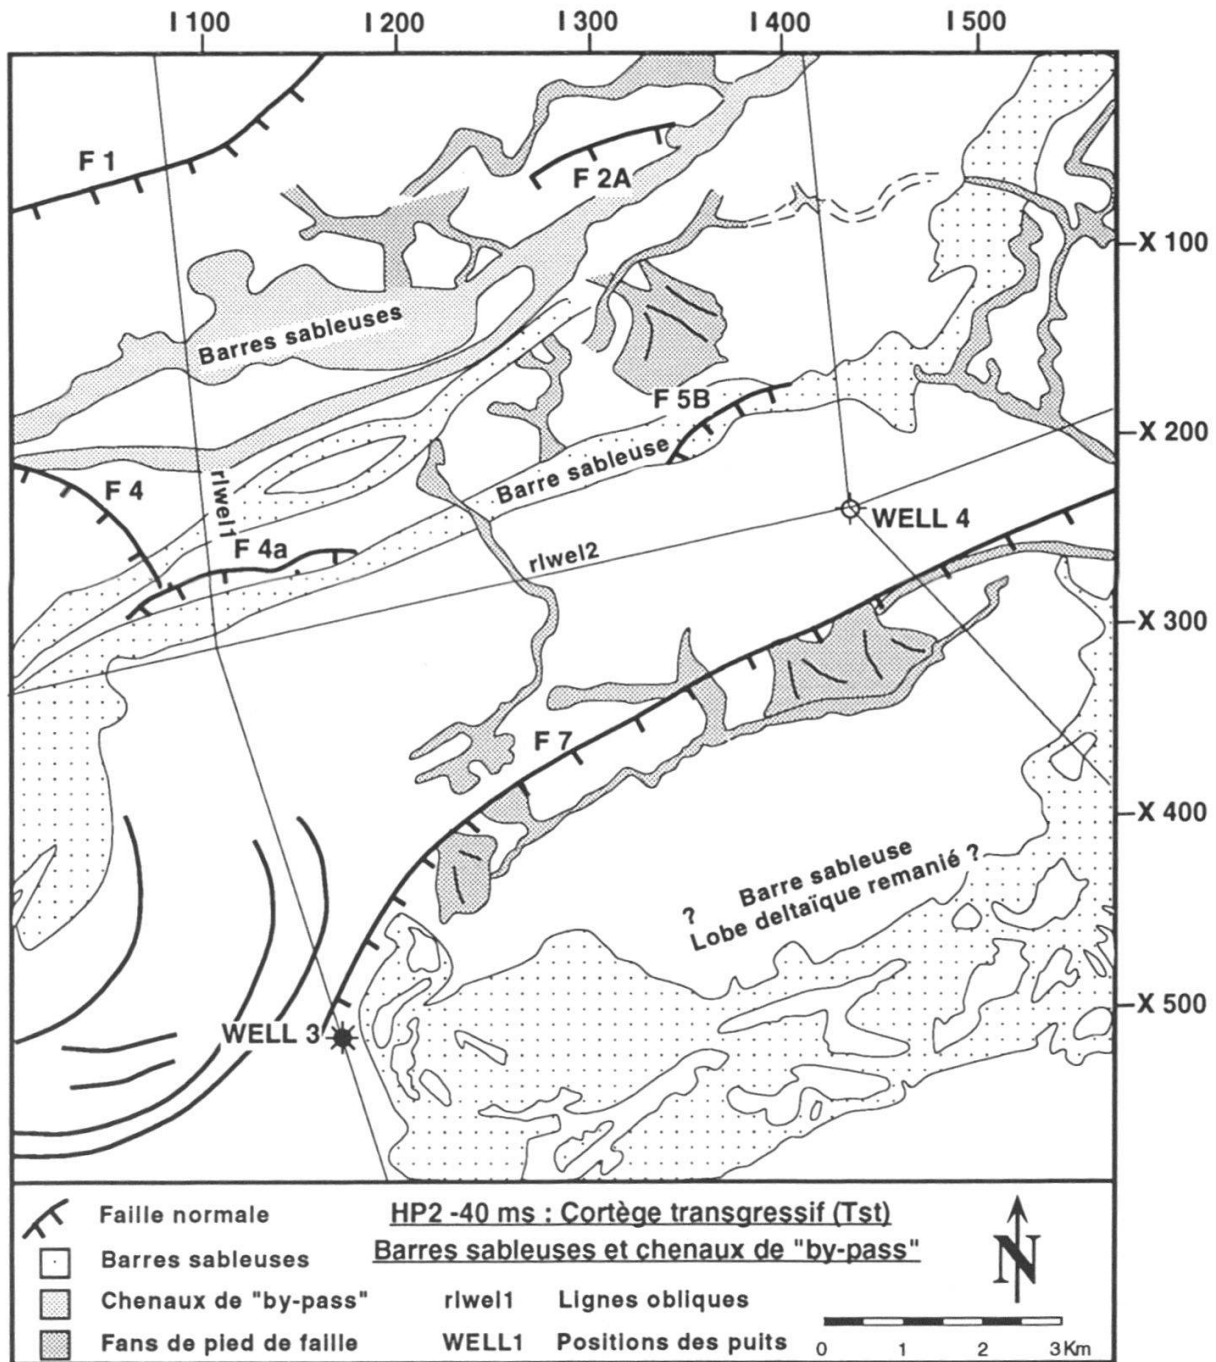 I 100 I 200 I 300 I 400 I 500
F 1
F 2A
X 100
Barres sableuses
F 5B
X 200
Barre sableuse
F 4
rlwel1
WELL 4
F 4a
rlwel2
X 300
F 7
X 400
? Barre sableuse
Lobe deltaïque remanié ?
X 500
WELL 3
Faille normale
HP2 -40 ms : Cortège transgressif (Tst)
Barres sableuses et chenaux de "by-pass"
N
Barres sableuses
Chenaux de "by-pass"
rlwel1 Lignes obliques
Fans de pied de faille
WELL1 Positions des puits
0 1 2 3 Km